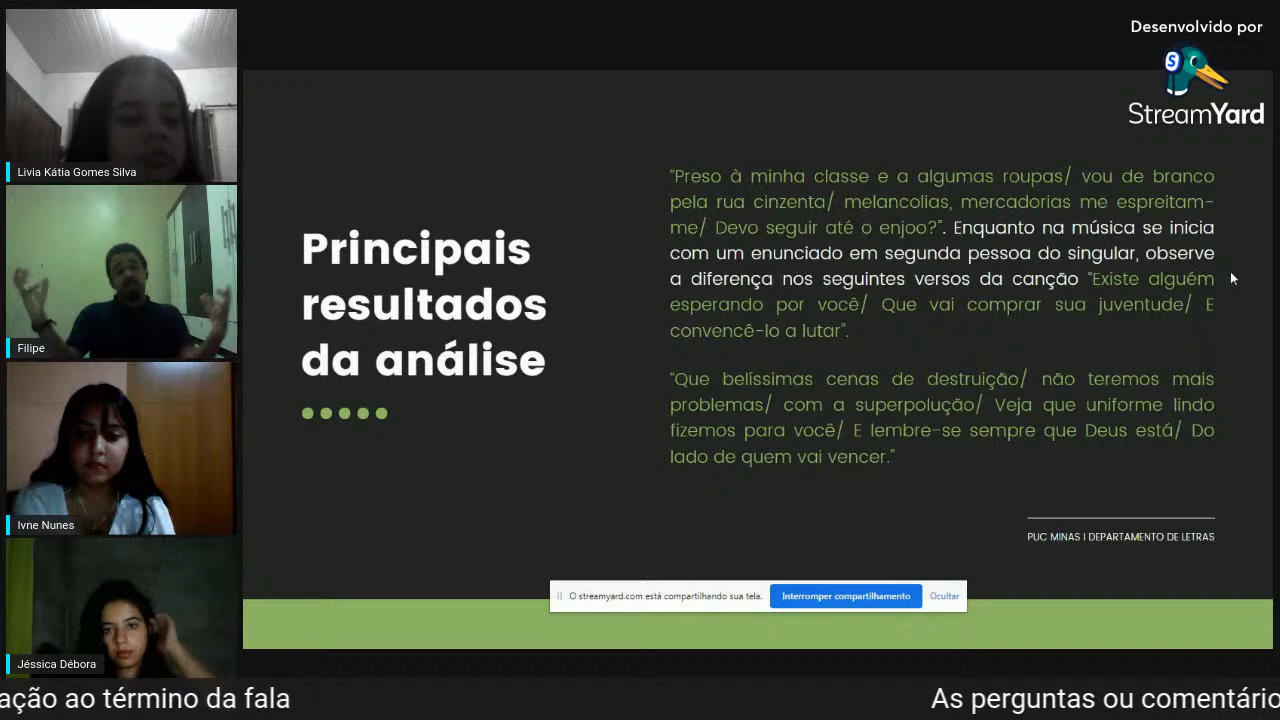 Desenvolvido por
StreamYard
Livia Kátia Gomes Silva
Filipe
Ivne Nunes
Jéssica Débora
Principais
resultados
da análise
“Preso à minha classe e a algumas roupas/ vou de branco
pela rua cinzenta/ melancolias, mercadorias me espreitam-
me/ Devo seguir até o enjoo?”. Enquanto na música se inicia
com um enunciado em segunda pessoa do singular, observe
a diferença nos seguintes versos da canção “Existe alguém
esperando por você/ Que vai comprar sua juventude/ E
convencê-lo a lutar”.
“Que belíssimas cenas de destruição/ não teremos mais
problemas/ com a superpolução/ Veja que uniforme lindo
fizemos para você/ E lembre-se sempre que Deus está/ Do
lado de quem vai vencer.”
PUC MINAS I DEPARTAMENTO DE LETRAS
O streamyard.com está compartilhando sua tela.
Interromper compartilhamento
Ocultar
ação ao término da fala
As perguntas ou comentário